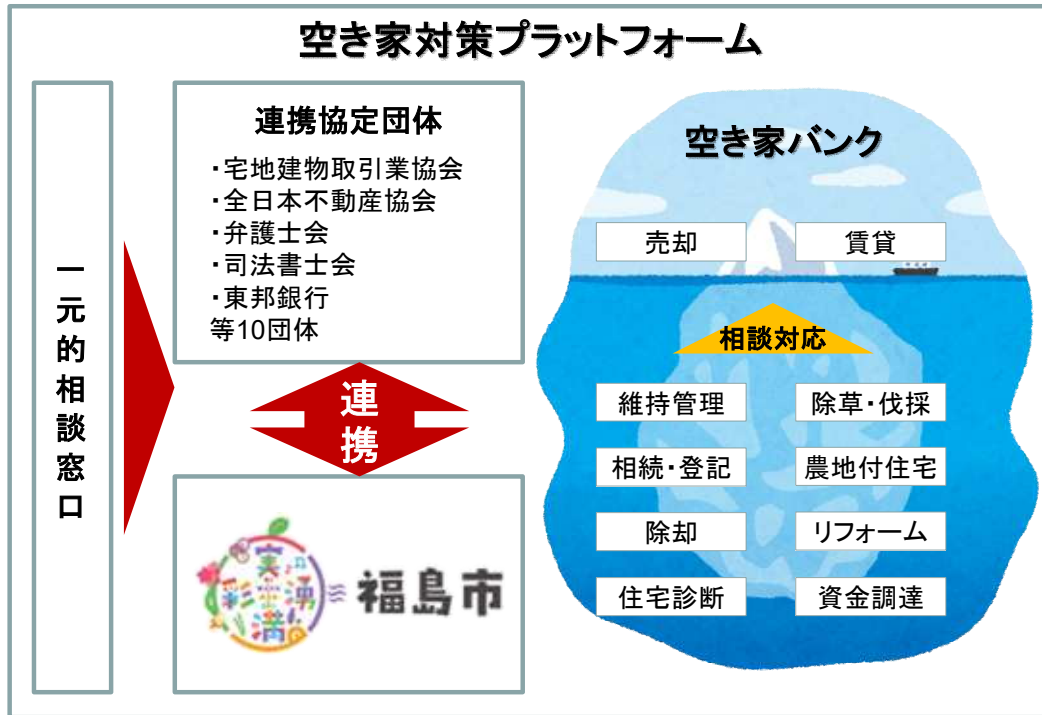 空き家対策プラットフォーム
一元的相談窓口
連携協定団体
・宅地建物取引業協会
・全日本不動産協会
・弁護士会
・司法書士会
・東邦銀行
等10団体
連携
実・彩・湧・満
福島市
空き家バンク
売却
賃貸
相談対応
維持管理
除草・伐採
相続・登記
農地付住宅
除却
リフォーム
住宅診断
資金調達